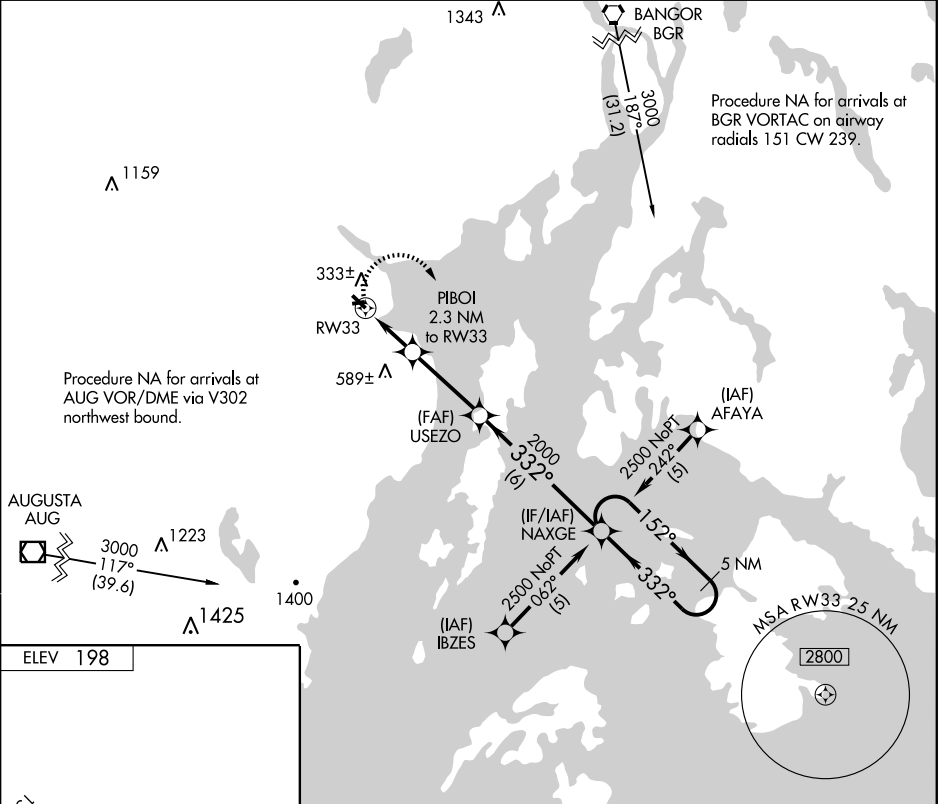 1343
BANGOR
BGR
3000
187°
(31.2)
Procedure NA for arrivals at
BGR VORTAC on airway
radials 151 CW 239.
1159
333±
RW33
PIBOI
2.3 NM
to RW33
589±
Procedure NA for arrivals at
AUG VOR/DME via V302
northwest bound.
(FAF)
USEZO
(IAF)
AFAYA
2500 NoPT
242°
(5)
2000
332°
(6)
(IF/IAF)
NAXGE
152°
332°
5 NM
AUGUSTA
AUG
3000
117°
(39.6)
1223
1400
1425
2500 NoPT
062°
(5)
(IAF)
IBZES
MSA RW33 25 NM
2800
ELEV 198